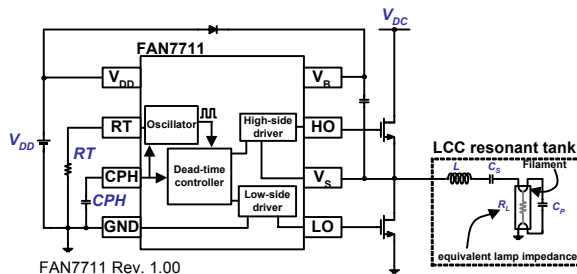 FAN7711
V_DC
V_DD
V_B
V_DD
RT
Oscillator
High-side
driver
HO
LCC resonant tank
Filament
RT
CPH
Dead-time
controller
V_S
L
C_S
CPH
Low-side
driver
R_L
C_P
GND
LO
equivalent lamp impedance
FAN7711 Rev. 1.00